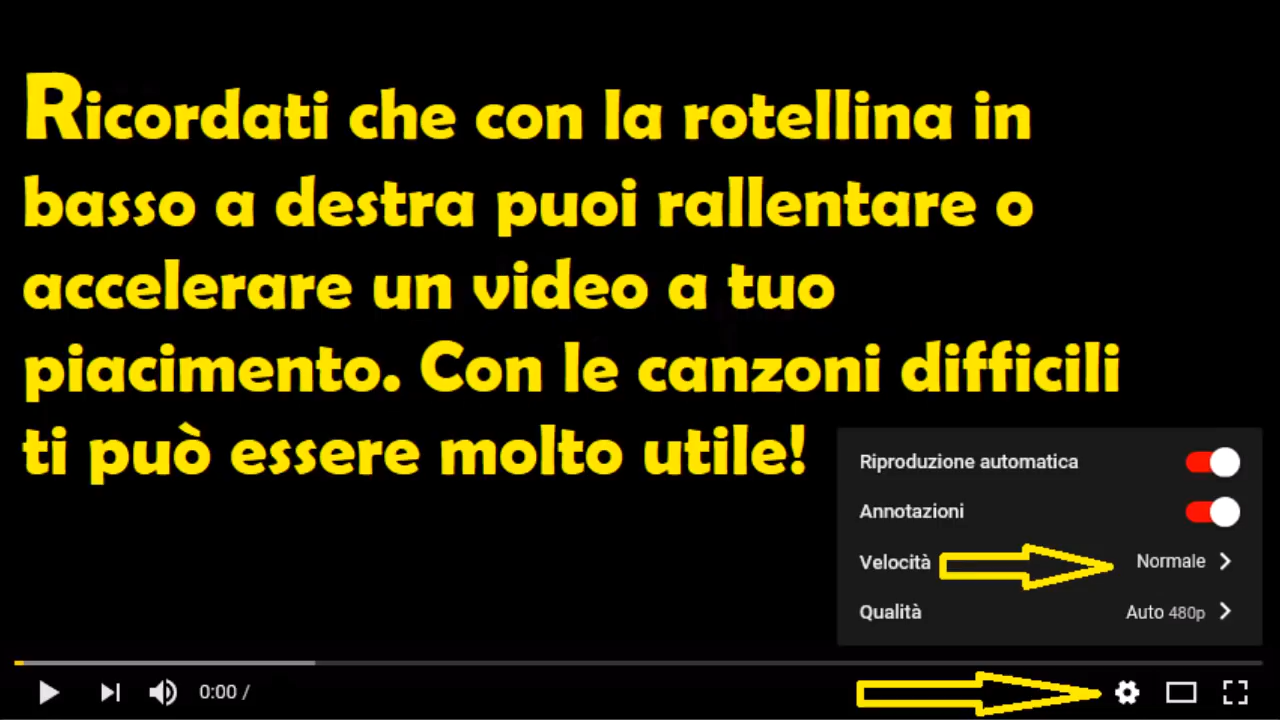 Ricordati che con la rotellina in
basso a destra puoi rallentare o
accelerare un video a tuo
piacimento. Con le canzoni difficili
ti può essere molto utile!
Riproduzione automatica
Annotazioni
Velocità Normale
Qualità Auto 480p
0:00 /